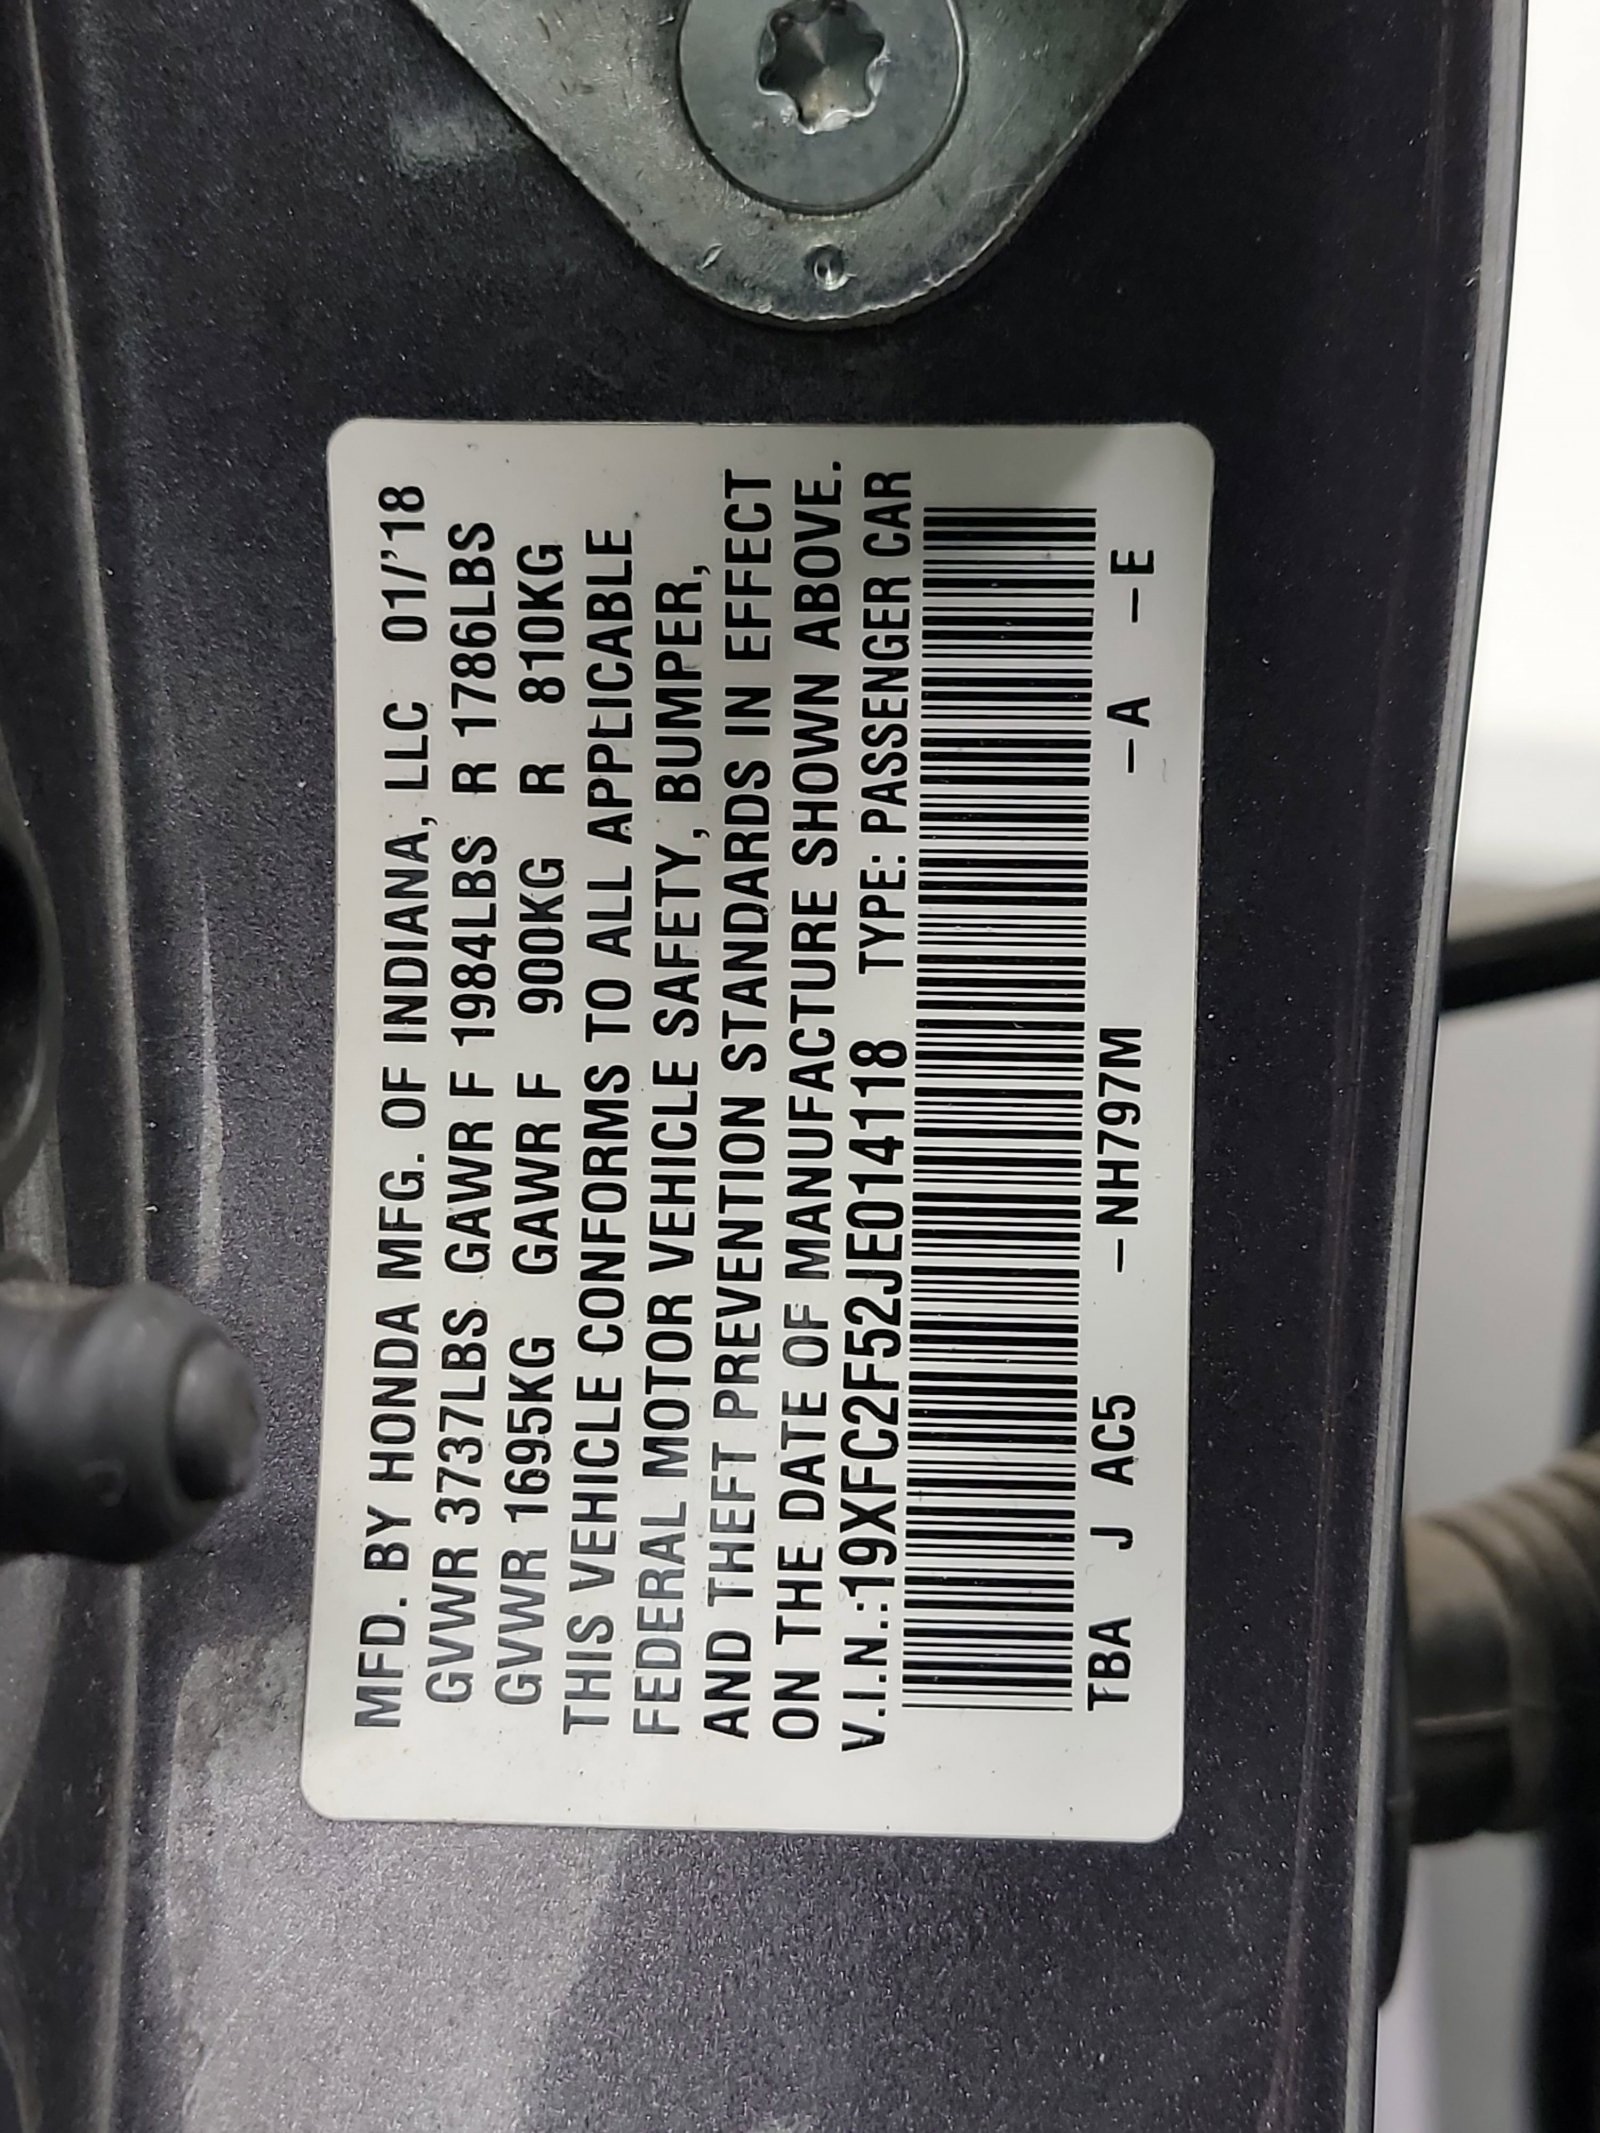 MFD. BY HONDA MFG. OF INDIANA, LLC 01/'18
GVWR 3737LBS GAWR F 1984LBS R 1786LBS
GVWR 1695KG GAWR F 900KG R 810KG
THIS VEHICLE CONFORMS TO ALL APPLICABLE
FEDERAL MOTOR VEHICLE SAFETY, BUMPER,
AND THEFT PREVENTION STANDARDS IN EFFECT
ON THE DATE OF MANUFACTURE SHOWN ABOVE.
V.I.N.:19XFC2F52JE014118 TYPE: PASSENGER CAR
TBA J AC5 –NH797M –A –E